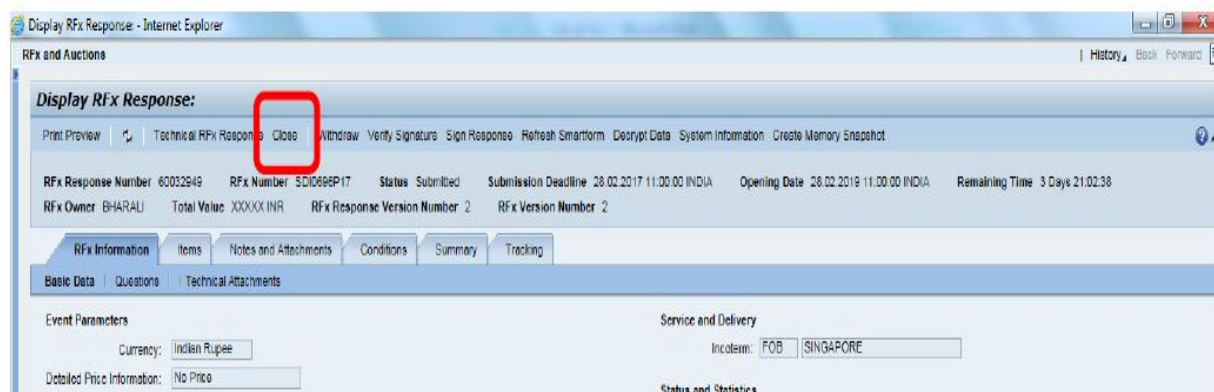 Display RFx Response: - Internet Explorer
RFx and Auctions
History Back Forward
Display RFx Response:
Print Preview Technical RFx Response Close Withdraw Verify Signature Sign Response Refresh Smartform Decrypt Data System Information Create Memory Snapshot
RFx Response Number 60032949 RFx Number SDI0696P17 Status Submitted Submission Deadline 28.02.2017 11:00:00 INDIA Opening Date 28.02.2019 11:00:00 INDIA Remaining Time 3 Days 21:02:38
RFx Owner BHARALI Total Value XXXXX INR RFx Response Version Number 2 RFx Version Number 2
RFx Information Items Notes and Attachments Conditions Summary Tracking
Basic Data Questions Technical Attachments
Event Parameters Service and Delivery
Currency: Indian Rupee Incoterm: FOB SINGAPORE
Detailed Price Information: No Price
Status and Statistics